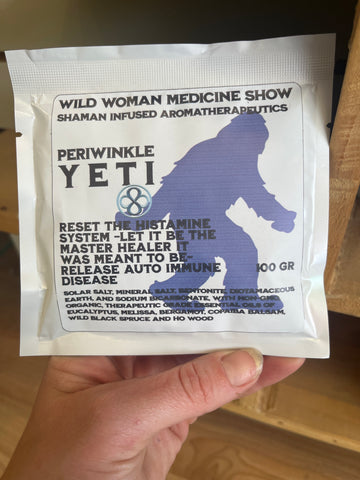 WILD WOMAN MEDICINE SHOW
SHAMAN INFUSED AROMATHERAPEUTICS
PERIWINKLE
YETI
RESET THE HISTAMINE
SYSTEM -LET IT BE THE
MASTER HEALER IT
WAS MEANT TO BE-
RELEASE AUTO IMMUNE 100 GR
DISEASE
SOLAR SALT, MINERAL SALT, BENTONITE, DIOTAMACEOUS
EARTH, AND SODIUM BICARBONATE, WITH NON-GMO,
ORGANIC, THERAPEUTIC GRADE ESSENTIAL OILS OF
EUCALYPTUS, MELISSA, BERGAMOT, COPAIBA BALSAM,
WILD BLACK SPRUCE AND HO WOOD